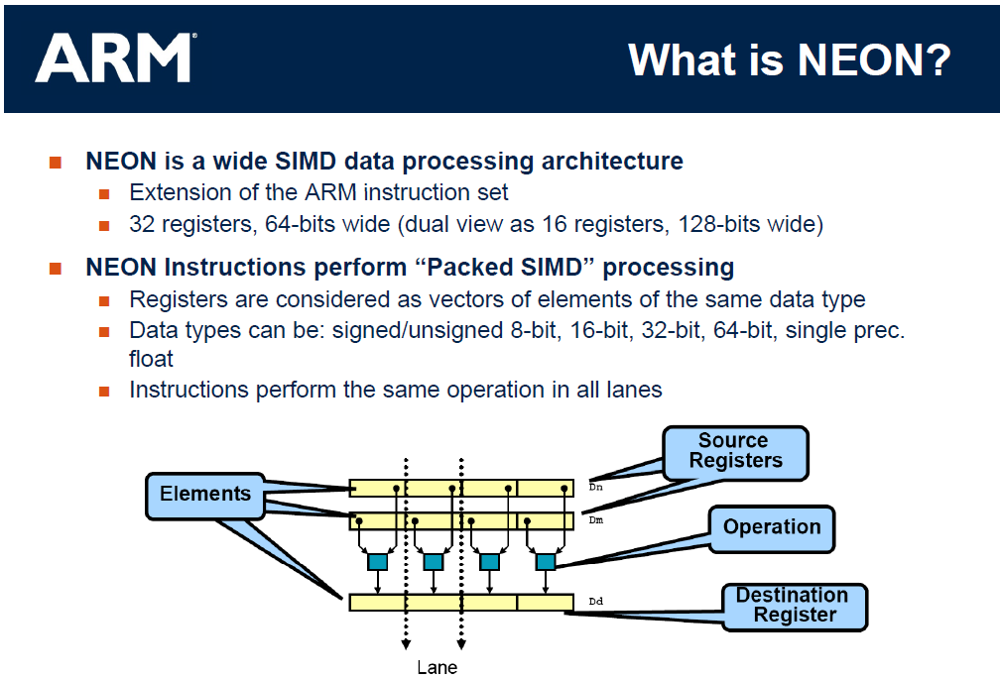 ARM
What is NEON?
NEON is a wide SIMD data processing architecture
Extension of the ARM instruction set
32 registers, 64-bits wide (dual view as 16 registers, 128-bits wide)
NEON Instructions perform “Packed SIMD” processing
Registers are considered as vectors of elements of the same data type
Data types can be: signed/unsigned 8-bit, 16-bit, 32-bit, 64-bit, single prec.
float
Instructions perform the same operation in all lanes
Source
Registers
Elements
Dn
Dm
Operation
Dd
Destination
Register
Lane